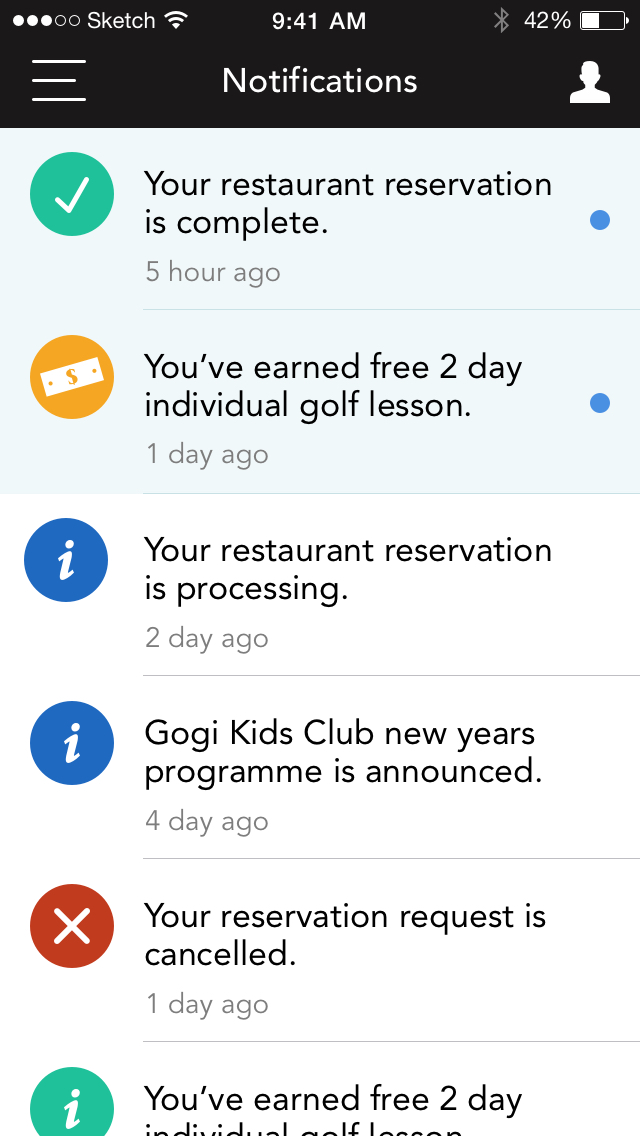 Sketch 9:41 AM 42%
Notifications
Your restaurant reservation
is complete.
5 hour ago
$
You’ve earned free 2 day
individual golf lesson.
1 day ago
i
Your restaurant reservation
is processing.
2 day ago
i
Gogi Kids Club new years
programme is announced.
4 day ago
Your reservation request is
cancelled.
1 day ago
i
You’ve earned free 2 day
individual golf lesson